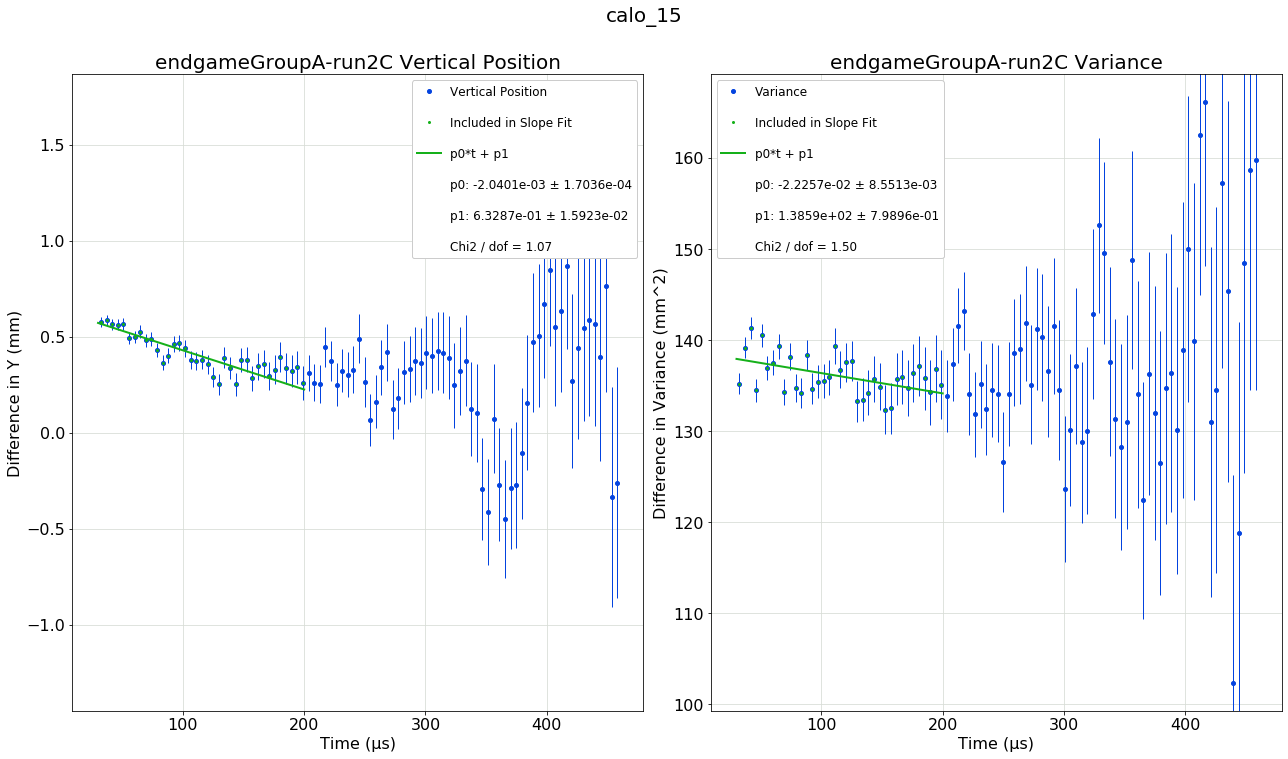 calo_15
endgameGroupA-run2C Vertical Position
Vertical Position
Included in Slope Fit
p0*t + p1
p0: -2.0401e-03 ± 1.7036e-04
p1: 6.3287e-01 ± 1.5923e-02
Chi2 / dof = 1.07
1.5
1.0
0.5
0.0
−0.5
−1.0
Difference in Y (mm)
100 200 300 400
Time (μs)
endgameGroupA-run2C Variance
Variance
Included in Slope Fit
p0*t + p1
p0: -2.2257e-02 ± 8.5513e-03
p1: 1.3859e+02 ± 7.9896e-01
Chi2 / dof = 1.50
160
150
140
130
120
110
100
Difference in Variance (mm^2)
100 200 300 400
Time (μs)